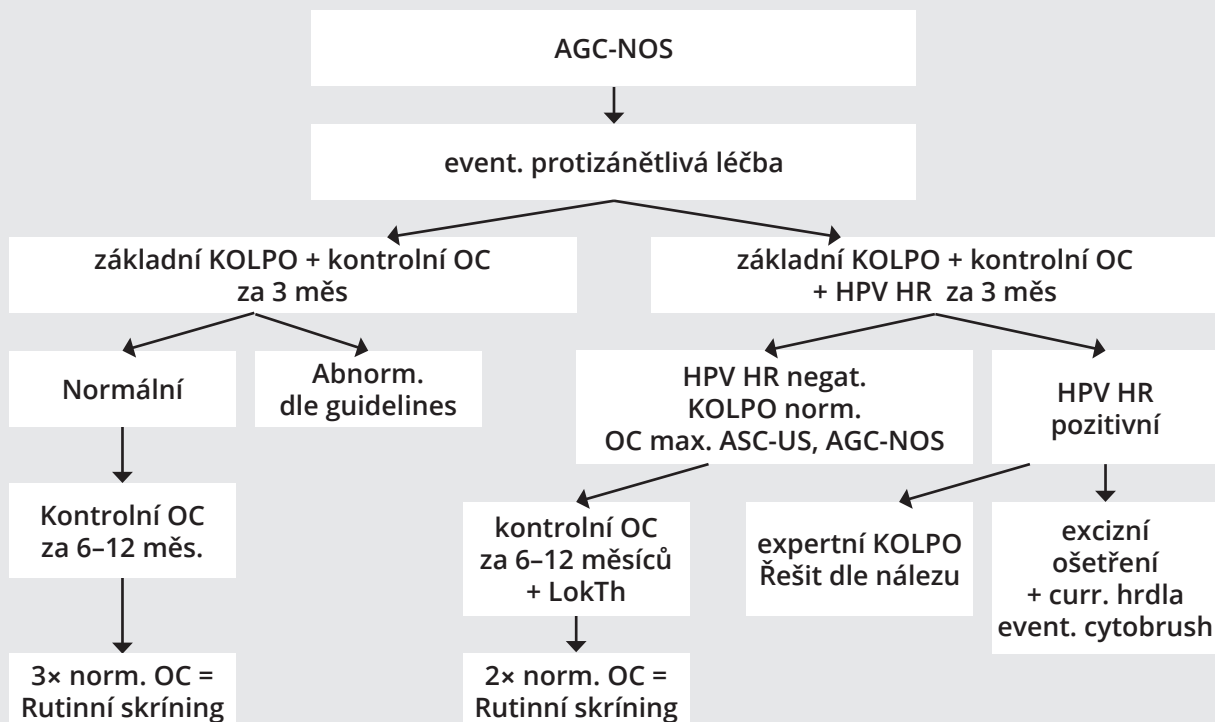 AGC-NOS
event. protizánětlivá léčba
základní KOLPO + kontrolní OC
za 3 měs
základní KOLPO + kontrolní OC
+ HPV HR za 3 měs
Normální
Abnorm.
dle guidelines
HPV HR negat.
KOLPO norm.
OC max. ASC-US, AGC-NOS
HPV HR
pozitivní
Kontrolní OC
za 6–12 měs.
kontrolní OC
za 6–12 měsíců
+ LokTh
expertní KOLPO
Řešit dle nálezu
excizní
ošetření
+ curr. hrdla
event. cytobrush
3× norm. OC =
Rutinní skríning
2× norm. OC =
Rutinní skríning